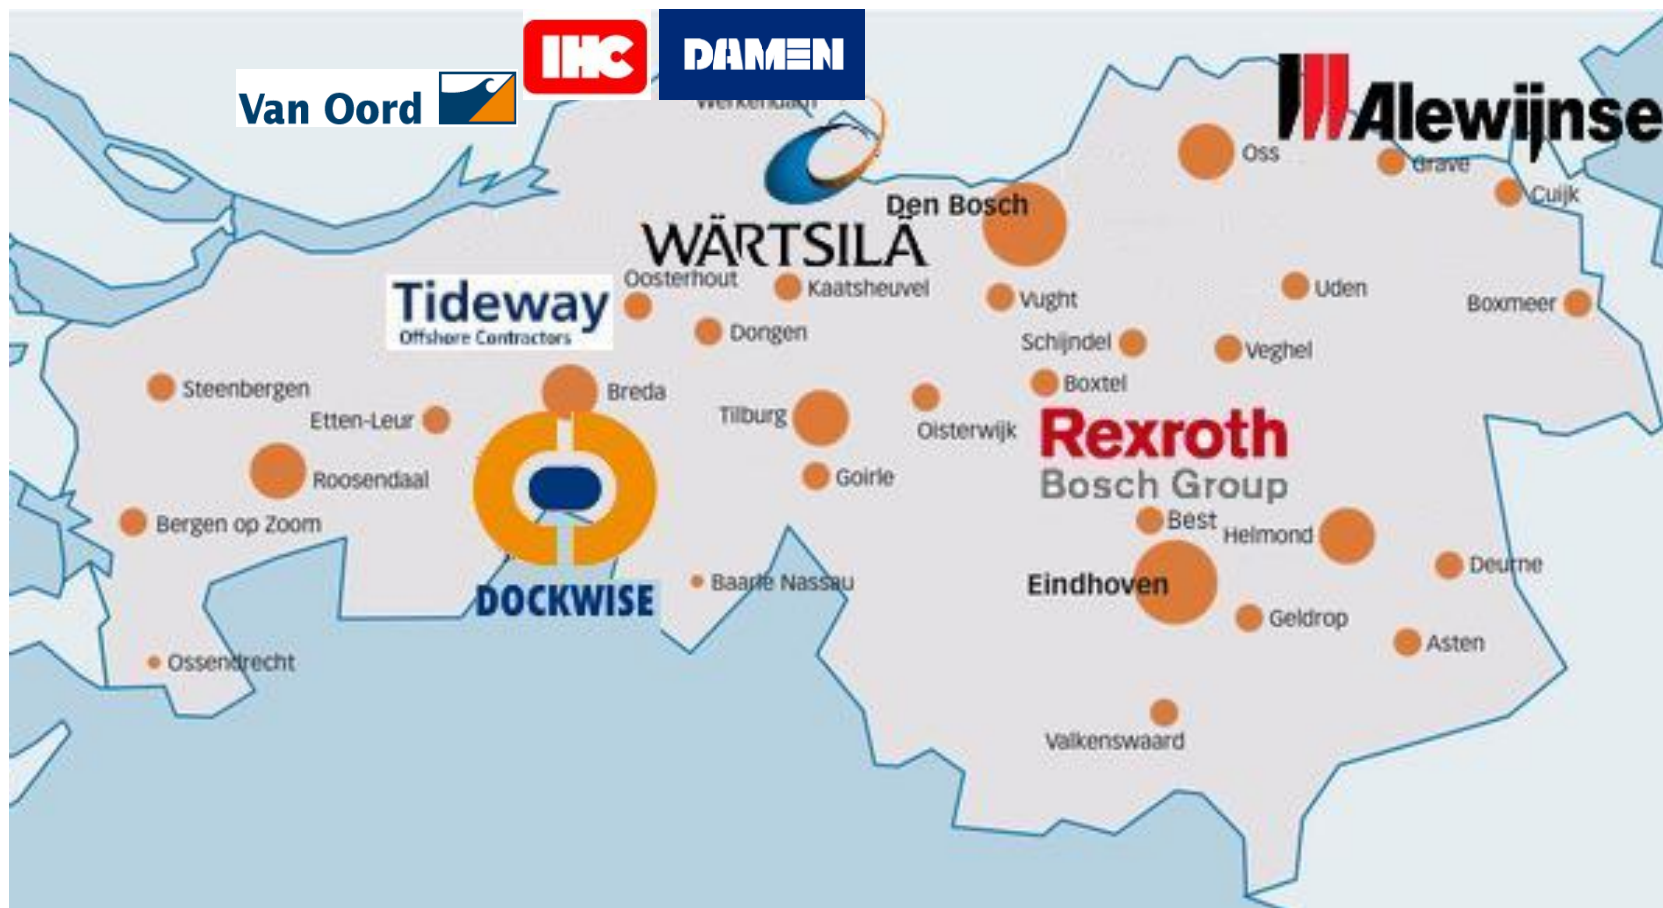 IHC
DAMEN
Van Oord
Alewijnse
Werkendam
Oss
Grave
Cuijk
Den Bosch
WÄRTSILÄ
Tideway
Offshore Contractors
Oosterhout
Kaatsheuvel
Vught
Uden
Boxmeer
Dongen
Schijndel
Veghel
Steenbergen
Breda
Boxtel
Etten-Leur
Tilburg
Oisterwijk
Rexroth
Bosch Group
Roosendaal
Goirle
Bergen op Zoom
Best
Helmond
Deurne
Baarle Nassau
Eindhoven
DOCKWISE
Geldrop
Asten
Ossendrecht
Valkenswaard